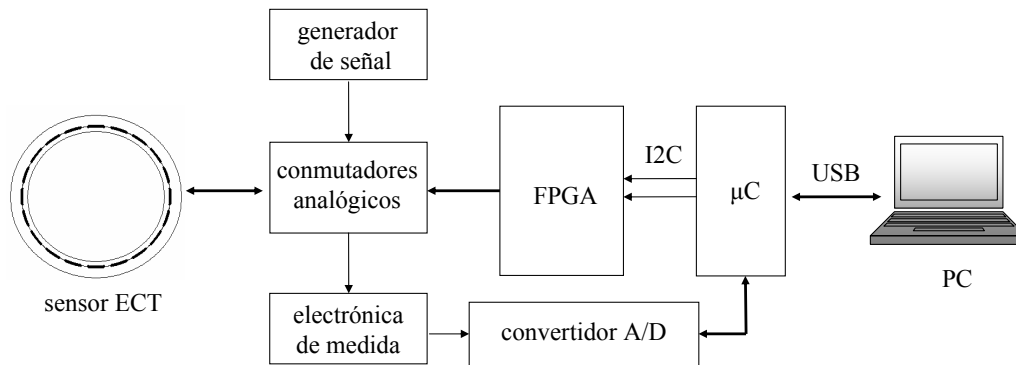 generador
de señal
conmutadores
analógicos
FPGA
I2C
μC
USB
PC
sensor ECT
electrónica
de medida
convertidor A/D